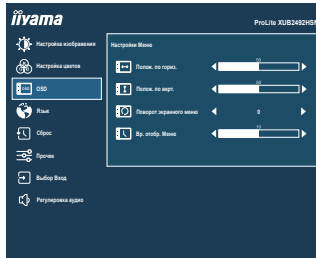 iiyama
ProLite XUB2492HSN
Настройка изображения
Настройка цветов
OSD
Язык
Сброс
Прочее
Выбор Вход
Регулировка аудио
Настройки Меню
Полож. по гориз.
50
Полож. по верт.
50
Поворот экранного меню
0
Вр. отобр. Меню
10